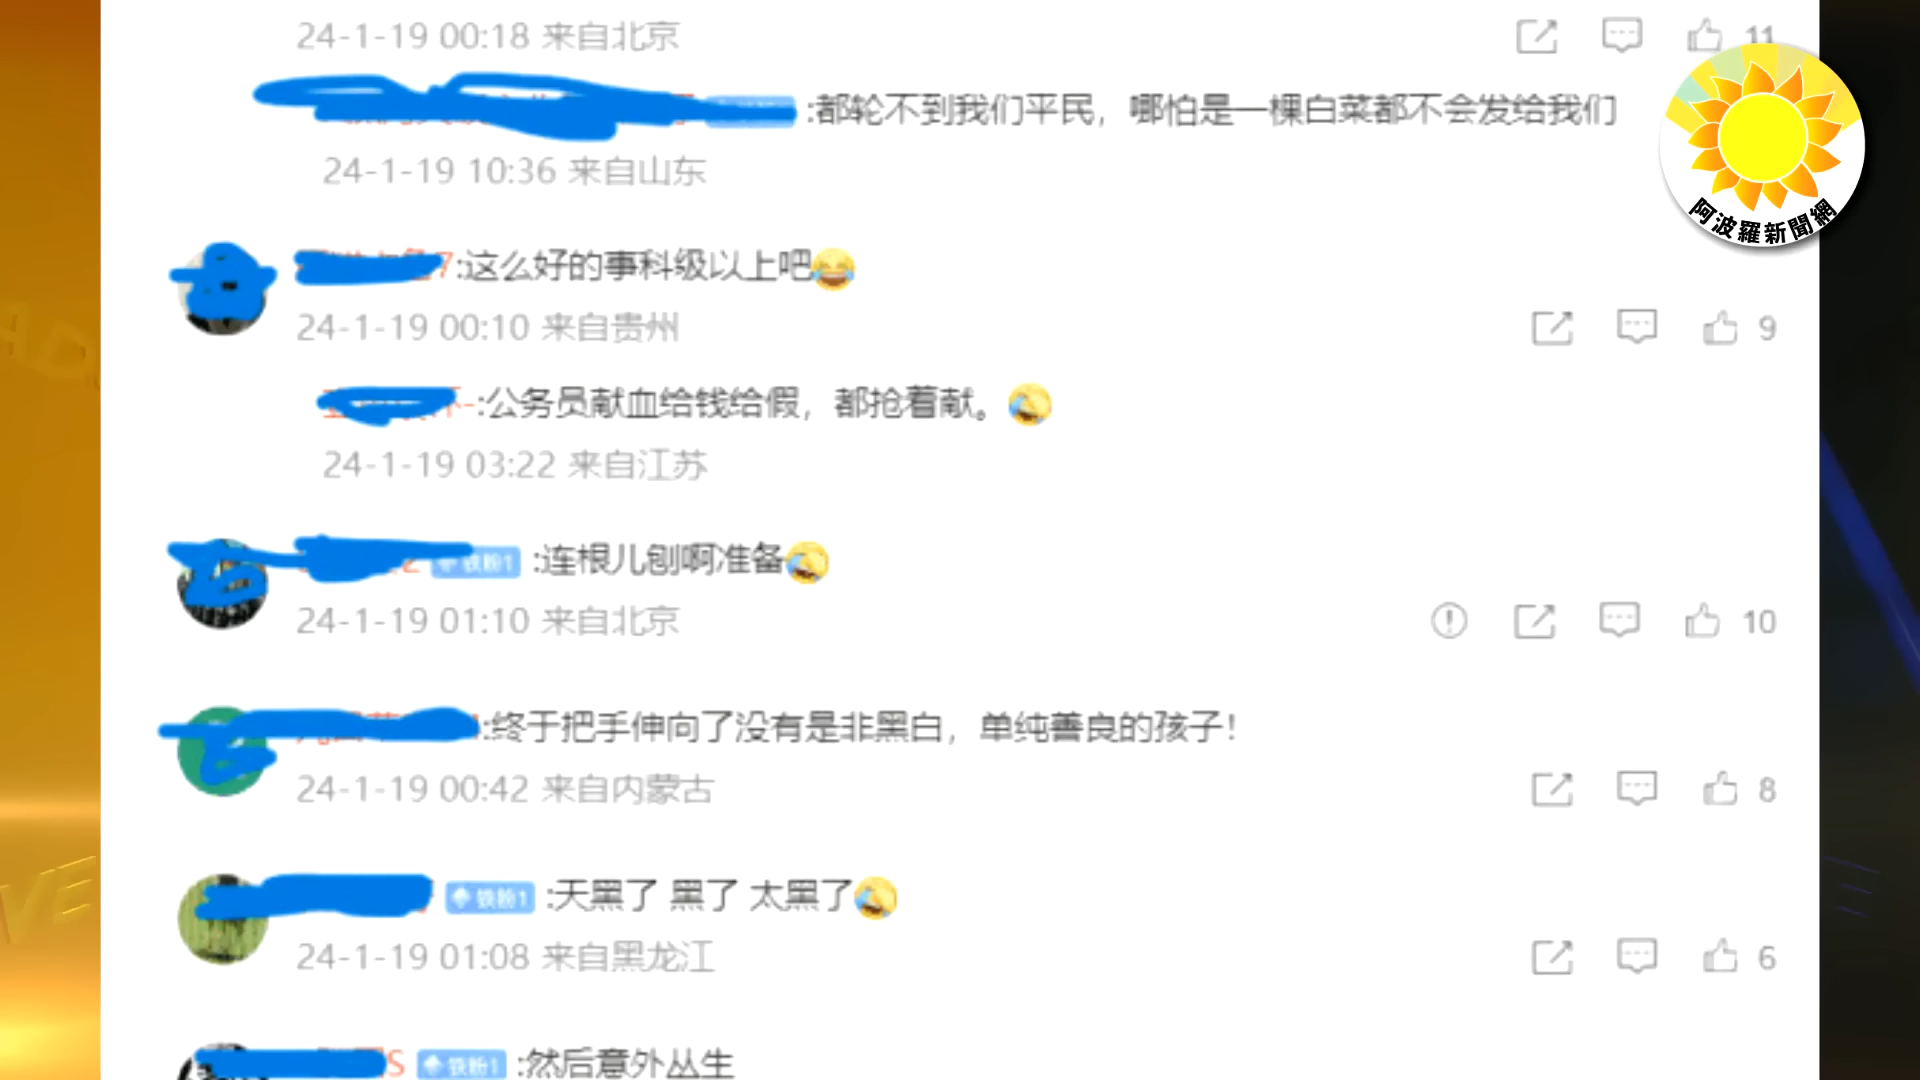 24-1-19 00:18 来自北京
11
:都轮不到我们平民，哪怕是一棵白菜都不会发给我们
24-1-19 10:36 来自山东
阿波羅新聞網
7:这么好的事科级以上吧
24-1-19 00:10 来自贵州
9
-:公务员献血给钱给假，都抢着献。
24-1-19 03:22 来自江苏
铁粉1 :连根儿刨啊准备
24-1-19 01:10 来自北京
10
:终于把手伸向了没有是非黑白，单纯善良的孩子！
24-1-19 00:42 来自内蒙古
8
铁粉1 :天黑了 黑了 太黑了
24-1-19 01:08 来自黑龙江
6
S 铁粉1 :然后意外丛生